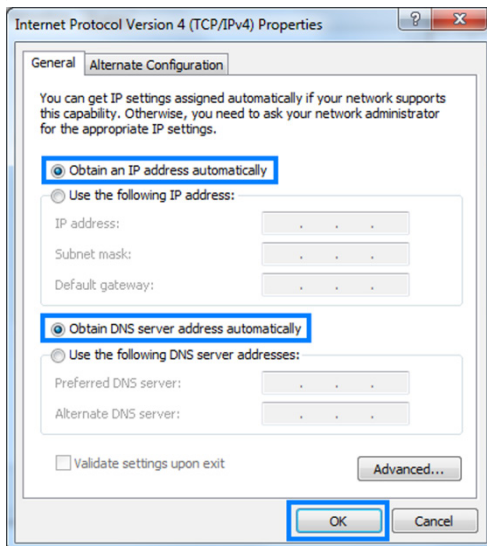 Internet Protocol Version 4 (TCP/IPv4) Properties
General
Alternate Configuration
You can get IP settings assigned automatically if your network supports
this capability. Otherwise, you need to ask your network administrator
for the appropriate IP settings.
Obtain an IP address automatically
Use the following IP address:
IP address:
Subnet mask:
Default gateway:
Obtain DNS server address automatically
Use the following DNS server addresses:
Preferred DNS server:
Alternate DNS server:
Validate settings upon exit
Advanced...
OK
Cancel